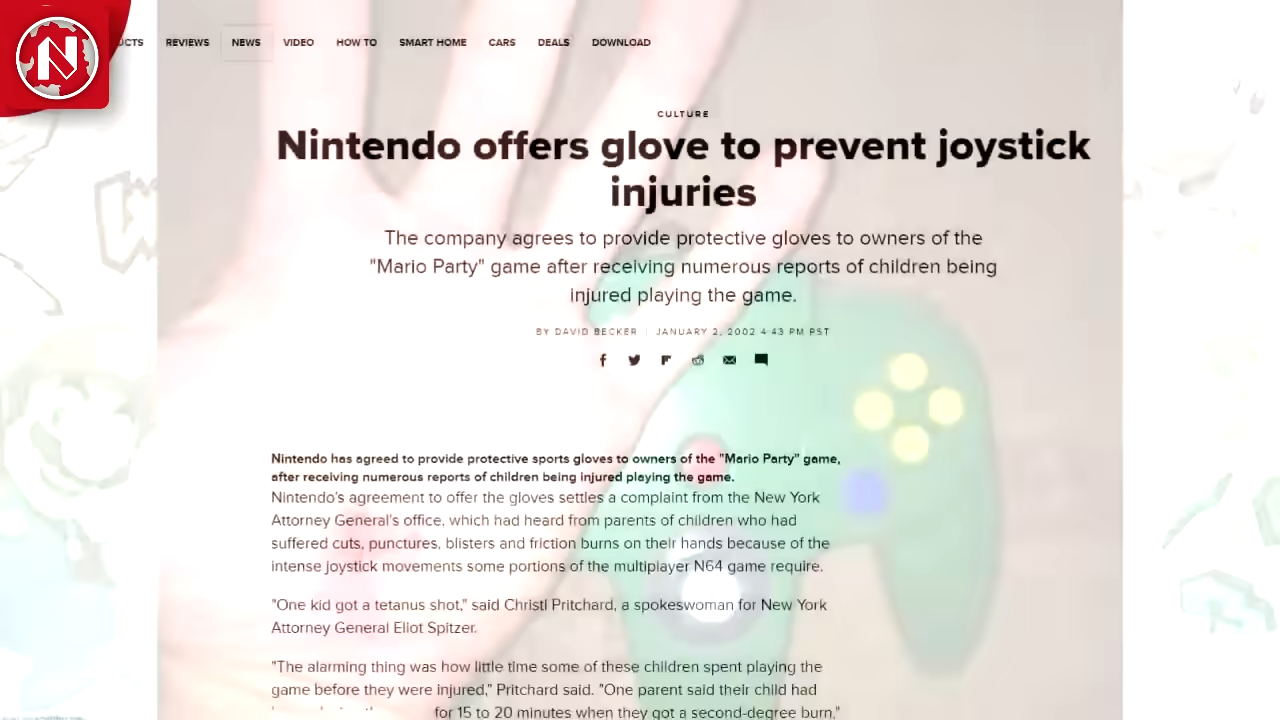 REVIEWS NEWS VIDEO HOW TO SMART HOME CARS DEALS DOWNLOAD
CULTURE
Nintendo offers glove to prevent joystick
injuries
The company agrees to provide protective gloves to owners of the
"Mario Party" game after receiving numerous reports of children being
injured playing the game.
BY DAVID BECKER | JANUARY 2, 2002 4:43 PM PST
Nintendo has agreed to provide protective sports gloves to owners of the "Mario Party" game,
after receiving numerous reports of children being injured playing the game.
Nintendo's agreement to offer the gloves settles a complaint from the New York
Attorney General's office, which had heard from parents of children who had
suffered cuts, punctures, blisters and friction burns on their hands because of the
intense joystick movements some portions of the multiplayer N64 game require.
"One kid got a tetanus shot," said Christl Pritchard, a spokeswoman for New York
Attorney General Eliot Spitzer.
"The alarming thing was how little time some of these children spent playing the
game before they were injured," Pritchard said. "One parent said their child had
for 15 to 20 minutes when they got a second-degree burn."